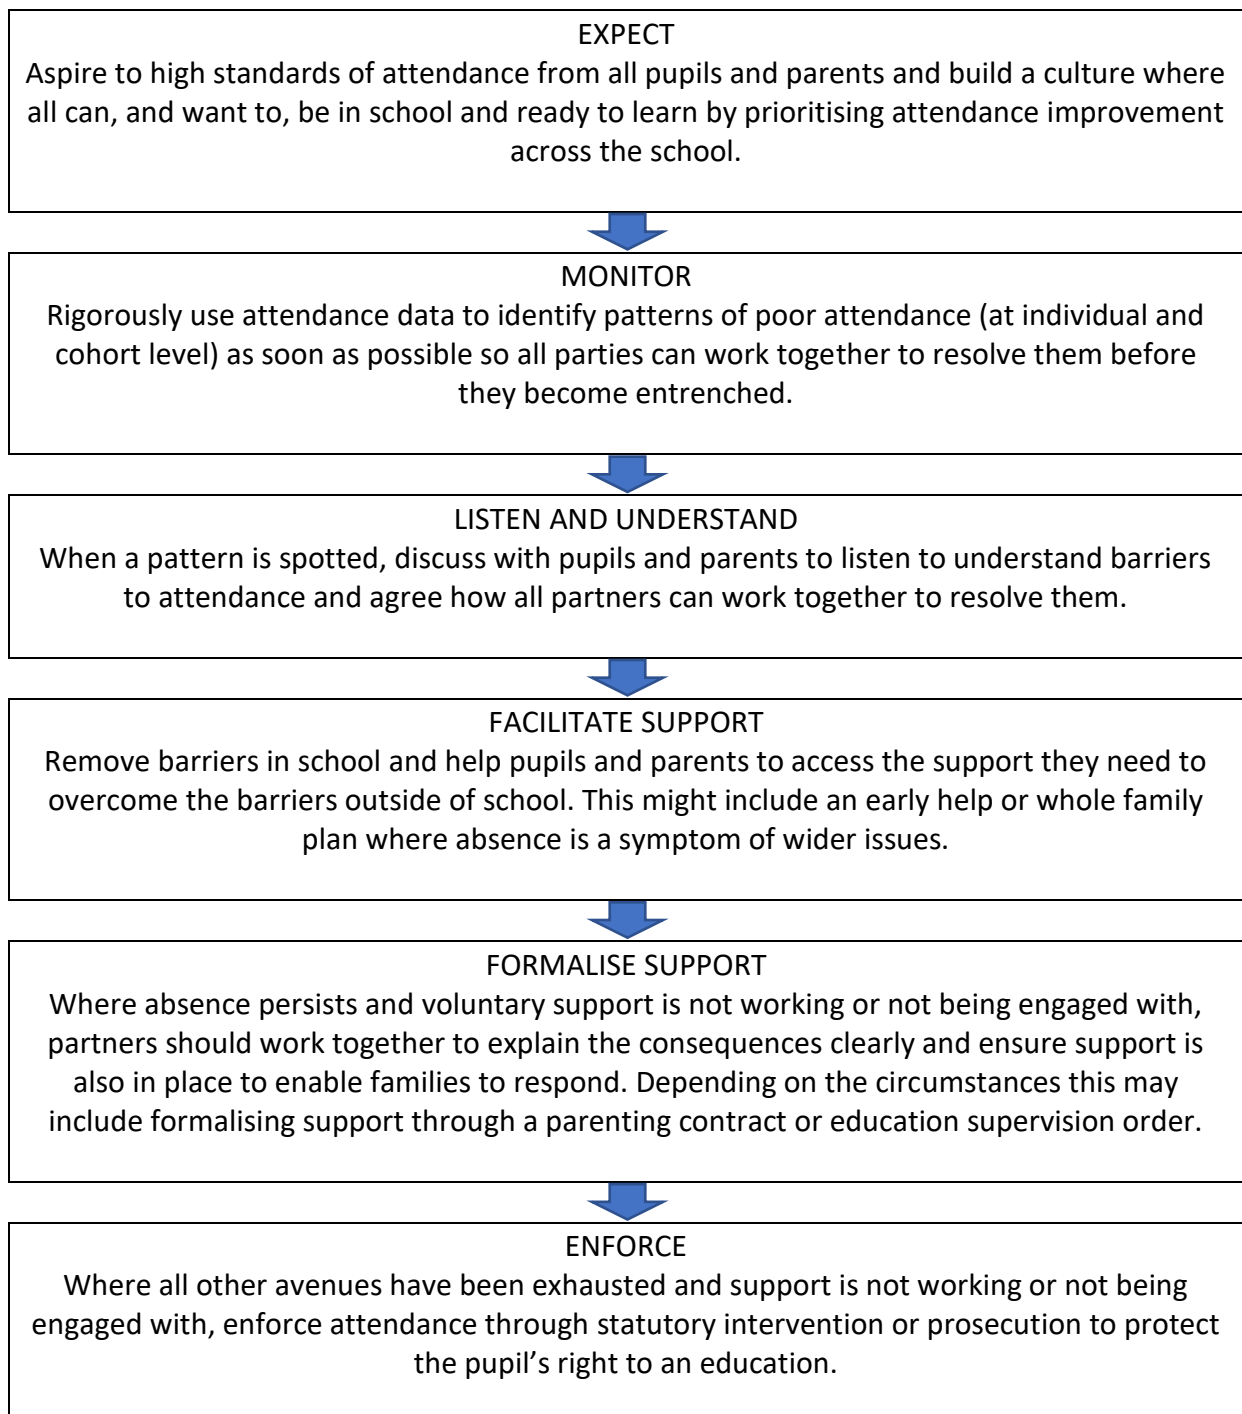 EXPECT
Aspire to high standards of attendance from all pupils and parents and build a culture where
all can, and want to, be in school and ready to learn by prioritising attendance improvement
across the school.
MONITOR
Rigorously use attendance data to identify patterns of poor attendance (at individual and
cohort level) as soon as possible so all parties can work together to resolve them before
they become entrenched.
LISTEN AND UNDERSTAND
When a pattern is spotted, discuss with pupils and parents to listen to understand barriers
to attendance and agree how all partners can work together to resolve them.
FACILITATE SUPPORT
Remove barriers in school and help pupils and parents to access the support they need to
overcome the barriers outside of school. This might include an early help or whole family
plan where absence is a symptom of wider issues.
FORMALISE SUPPORT
Where absence persists and voluntary support is not working or not being engaged with,
partners should work together to explain the consequences clearly and ensure support is
also in place to enable families to respond. Depending on the circumstances this may
include formalising support through a parenting contract or education supervision order.
ENFORCE
Where all other avenues have been exhausted and support is not working or not being
engaged with, enforce attendance through statutory intervention or prosecution to protect
the pupil’s right to an education.